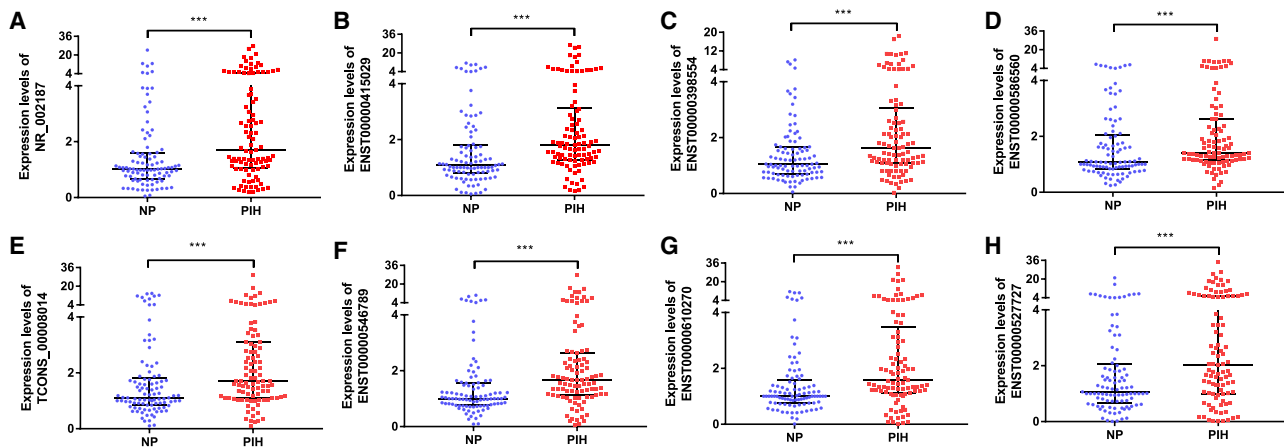 A
***
Expression levels of
NR_002187
36
20
4
4
2
0
NP
PIH
B
***
Expression levels of
ENST00000415029
36
20
4
4
2
0
NP
PIH
C
***
Expression levels of
ENST00000398554
20
12
4
4
2
0
NP
PIH
D
***
Expression levels of
ENST00000586560
36
20
4
4
2
0
NP
PIH
E
***
Expression levels of
TCONS_00008014
36
20
4
4
2
0
NP
PIH
F
***
Expression levels of
ENST00000546789
36
20
4
4
2
0
NP
PIH
G
***
Expression levels of
ENST00000610270
36
20
4
4
2
0
NP
PIH
H
***
Expression levels of
ENST00000527727
36
20
4
4
2
0
NP
PIH